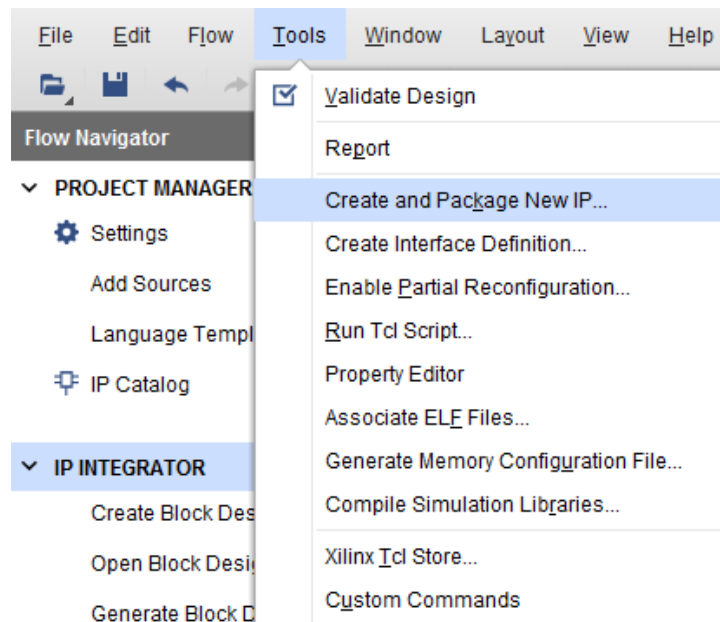 File Edit Flow Tools Window Layout View Help
Flow Navigator
PROJECT MANAGER
Settings
Add Sources
Language Templ
IP Catalog
IP INTEGRATOR
Create Block Des
Open Block Desi
Generate Block D
Validate Design
Report
Create and Package New IP...
Create Interface Definition...
Enable Partial Reconfiguration...
Run Tcl Script...
Property Editor
Associate ELF Files...
Generate Memory Configuration File...
Compile Simulation Libraries...
Xilinx Tcl Store...
Custom Commands